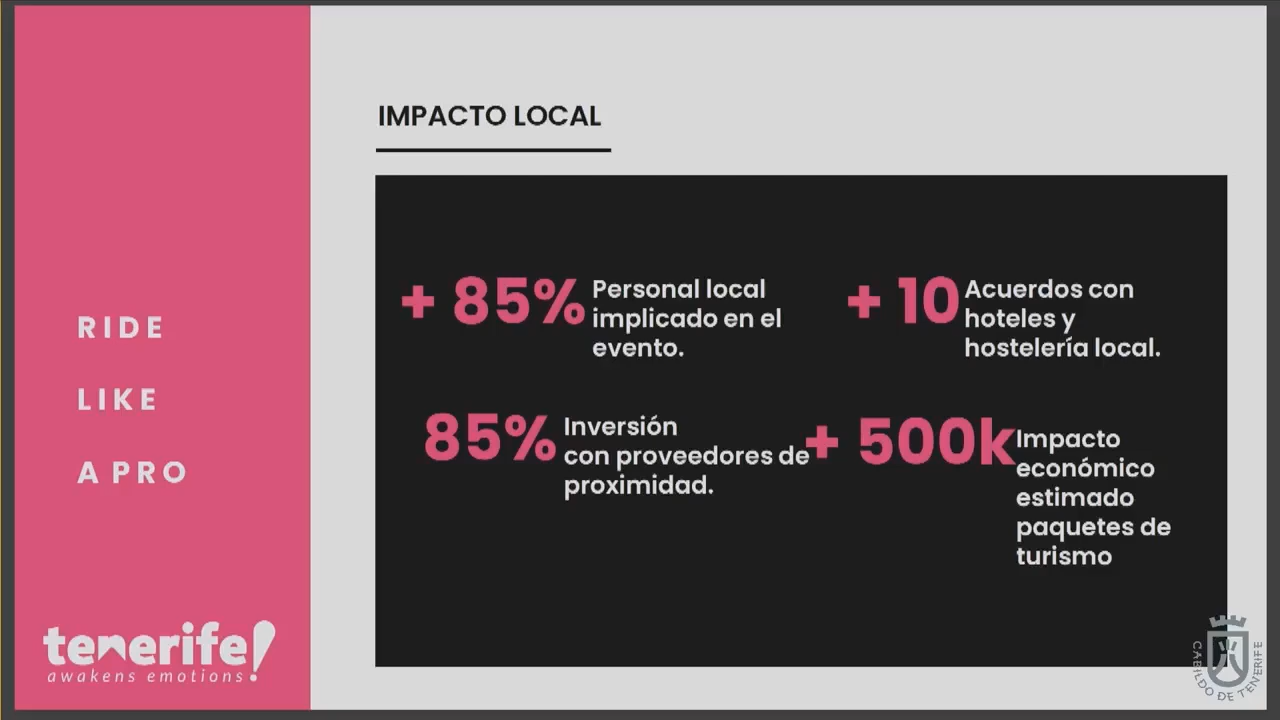 IMPACTO LOCAL
+ 85%
Personal local
implicado en el
evento.
+ 10
Acuerdos con
hoteles y
hostelería local.
85%
Inversión
con proveedores de
proximidad.
+ 500k
Impacto
económico
estimado
paquetes de
turismo
RIDE
LIKE
A PRO
tenerife!
awakens emotions
CABILDO DE TENERIFE